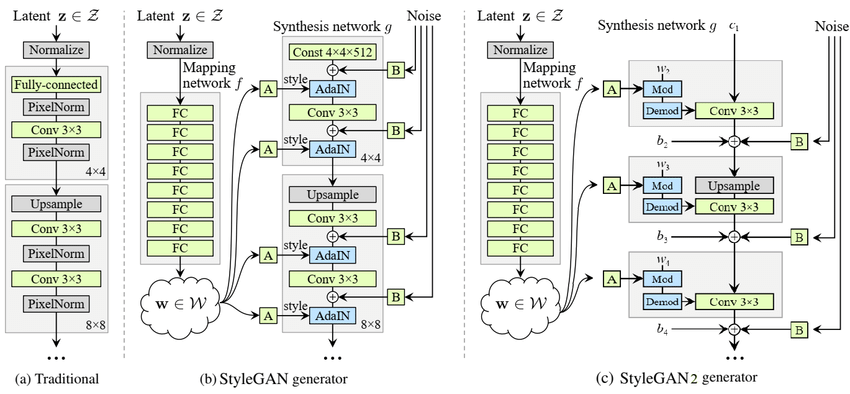 Latent z ∈ Z
Normalize
Fully-connected
PixelNorm
Conv 3×3
PixelNorm
4×4
Upsample
Conv 3×3
PixelNorm
Conv 3×3
PixelNorm
8×8
...
(a) Traditional
Latent z ∈ Z
Normalize
Mapping
network f
FC
FC
FC
FC
FC
FC
FC
FC
w ∈ W
A
style
A
style
A
style
A
style
Noise
Synthesis network g
Const 4×4×512
B
AdaIN
Conv 3×3
B
AdaIN
4×4
Upsample
Conv 3×3
B
AdaIN
Conv 3×3
B
AdaIN
8×8
...
(b) StyleGAN generator
Latent z ∈ Z
Normalize
Mapping
network f
FC
FC
FC
FC
FC
FC
FC
FC
w ∈ W
Synthesis network g
c₁
Noise
A
w₂
Mod
Demod
Conv 3×3
b₂
B
A
w₃
Mod
Upsample
Demod
Conv 3×3
b₃
B
A
w₄
Mod
Demod
Conv 3×3
b₄
B
...
(c) StyleGAN2 generator